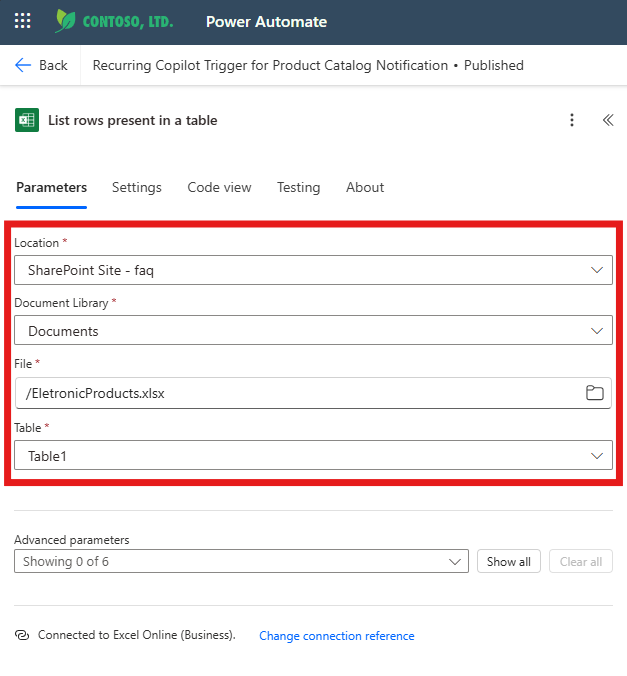 CONTOSO, LTD. Power Automate
Back Recurring Copilot Trigger for Product Catalog Notification • Published
List rows present in a table
Parameters Settings Code view Testing About
Location *
SharePoint Site - faq
Document Library *
Documents
File *
/EletronicProducts.xlsx
Table *
Table1
Advanced parameters
Showing 0 of 6 Show all Clear all
Connected to Excel Online (Business). Change connection reference